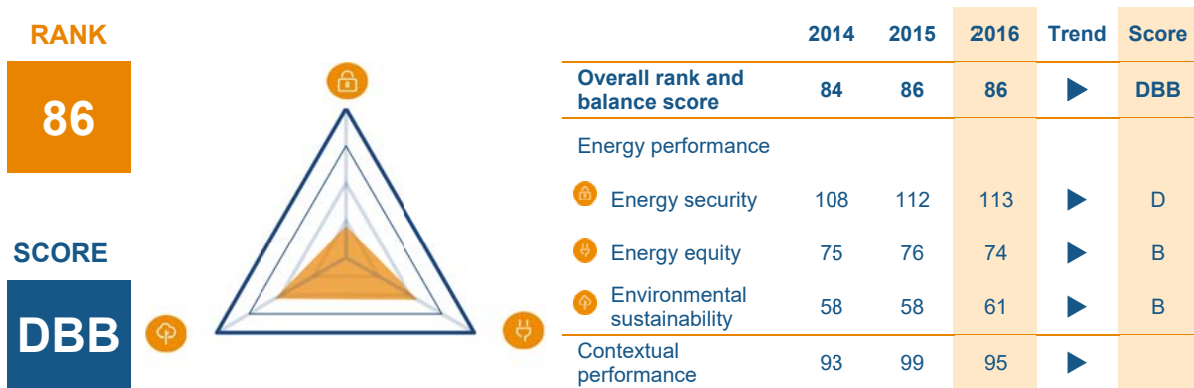 RANK
86
SCORE
DBB
2014 2015 2016 Trend Score
Overall rank and
balance score 84 86 86 DBB
Energy performance
Energy security 108 112 113 D
Energy equity 75 76 74 B
Environmental
sustainability 58 58 61 B
Contextual
performance 93 99 95